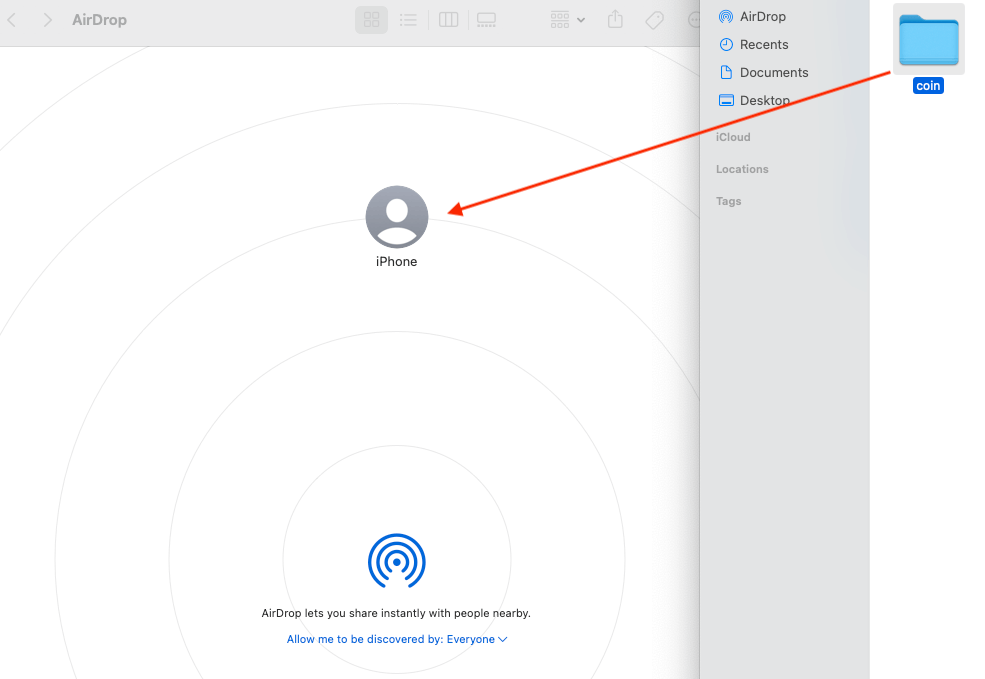 AirDrop
iPhone
AirDrop lets you share instantly with people nearby.
Allow me to be discovered by: Everyone
AirDrop
Recents
Documents
Desktop
iCloud
Locations
Tags
coin